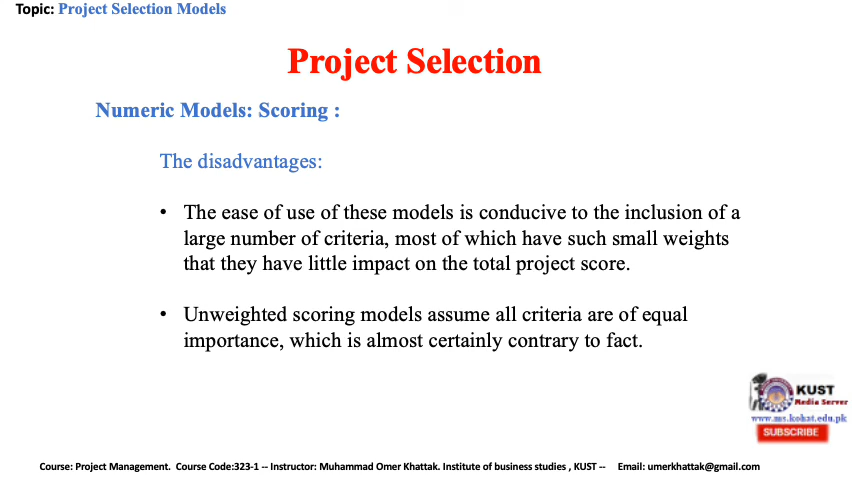 Topic: Project Selection Models
Project Selection
Numeric Models: Scoring :
The disadvantages:
• The ease of use of these models is conducive to the inclusion of a
large number of criteria, most of which have such small weights
that they have little impact on the total project score.
• Unweighted scoring models assume all criteria are of equal
importance, which is almost certainly contrary to fact.
KUST
Media Server
www.ms.kohat.edu.pk
SUBSCRIBE
Course: Project Management. Course Code:323-1 -- Instructor: Muhammad Omer Khattak. Institute of business studies , KUST -- Email: umerkhattak@gmail.com